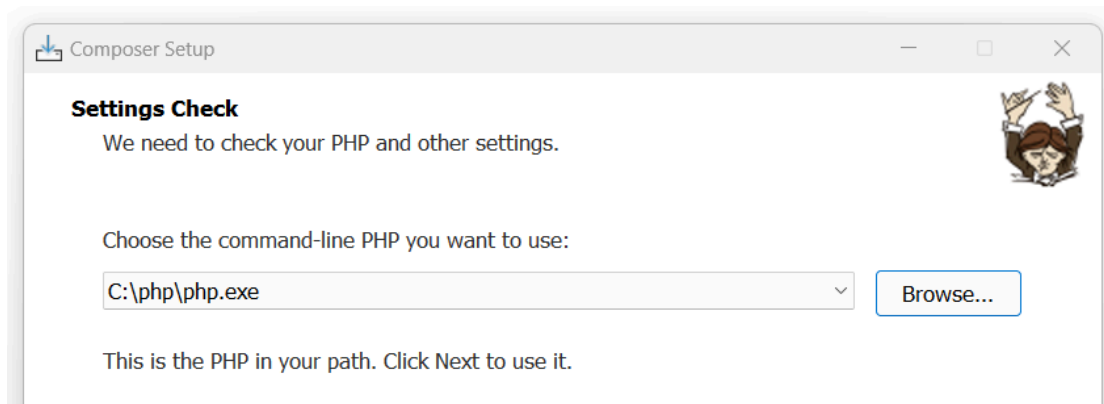 Composer Setup
Settings Check
We need to check your PHP and other settings.
Choose the command-line PHP you want to use:
C:\php\php.exe
Browse...
This is the PHP in your path. Click Next to use it.